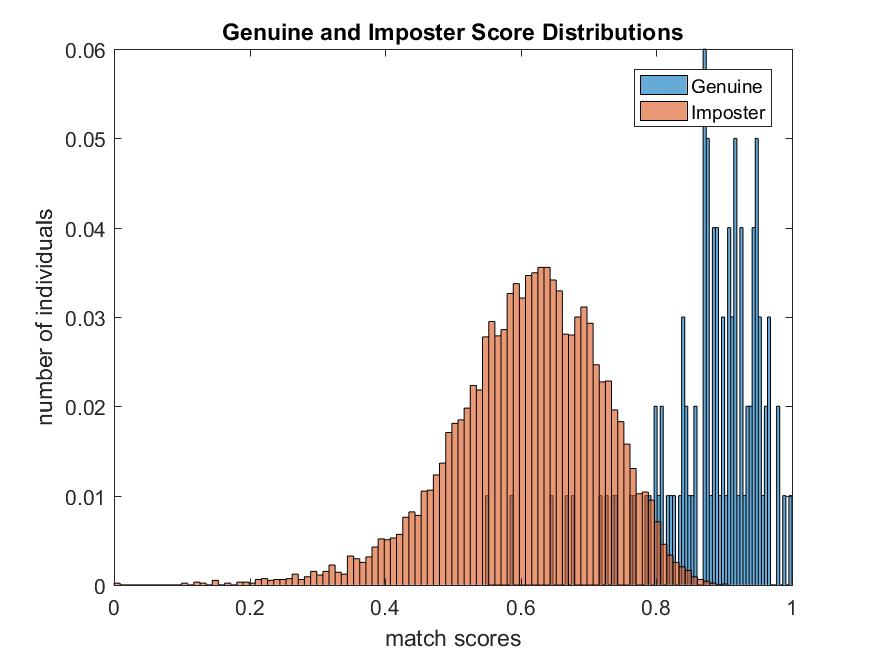 Genuine and Imposter Score Distributions
0.06
0.05
0.04
0.03
0.02
0.01
0
number of individuals
Genuine
Imposter
0
0.2
0.4
0.6
0.8
1
match scores